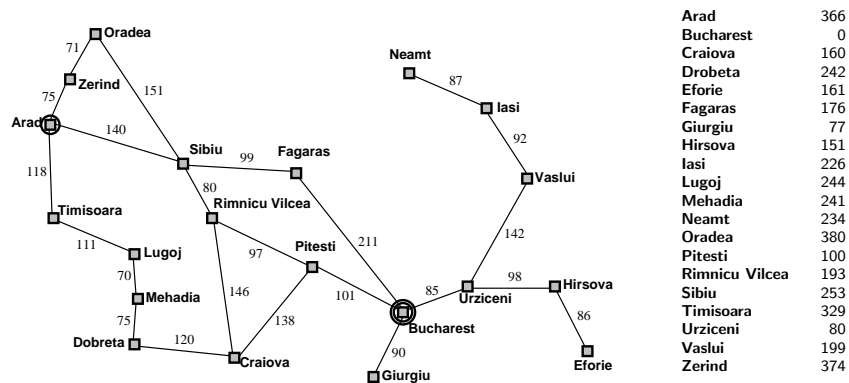 Oradea
71
Neamt
Zerind
87
75
151
Iasi
Arad
140
92
Sibiu
Fagaras
99
118
Vaslui
80
Timisoara
Rimnicu Vilcea
111
211
142
Lugoj
97
Pitesti
70
98
Hirsova
146
85
Mehadia
101
Urziceni
138
86
75
Bucharest
120
Dobreta
90
Craiova
Eforie
Giurgiu
Arad 366
Bucharest 0
Craiova 160
Drobeta 242
Eforie 161
Fagaras 176
Giurgiu 77
Hirsova 151
Iasi 226
Lugoj 244
Mehadia 241
Neamt 234
Oradea 380
Pitesti 100
Rimnicu Vilcea 193
Sibiu 253
Timisoara 329
Urziceni 80
Vaslui 199
Zerind 374